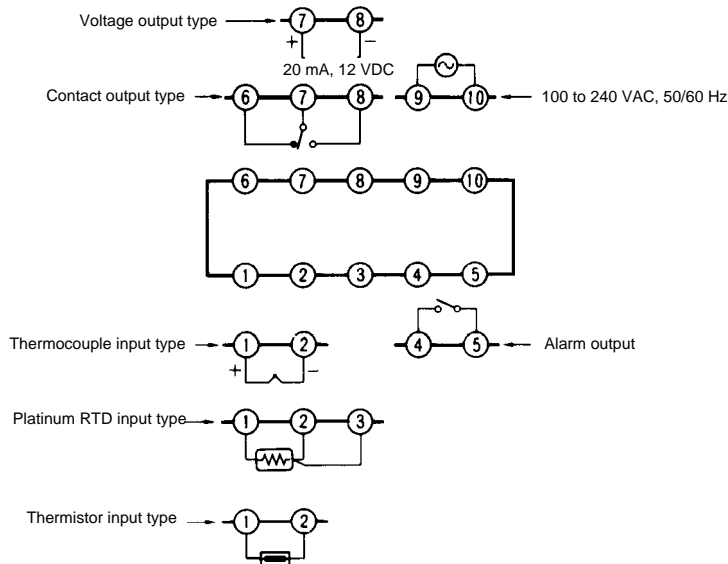 Voltage output type 7 8
+ −
20 mA, 12 VDC
Contact output type 6 7 8 9 10 100 to 240 VAC, 50/60 Hz
6 7 8 9 10
1 2 3 4 5
Thermocouple input type 1 2 4 5 Alarm output
+ −
Platinum RTD input type 1 2 3
Thermistor input type 1 2